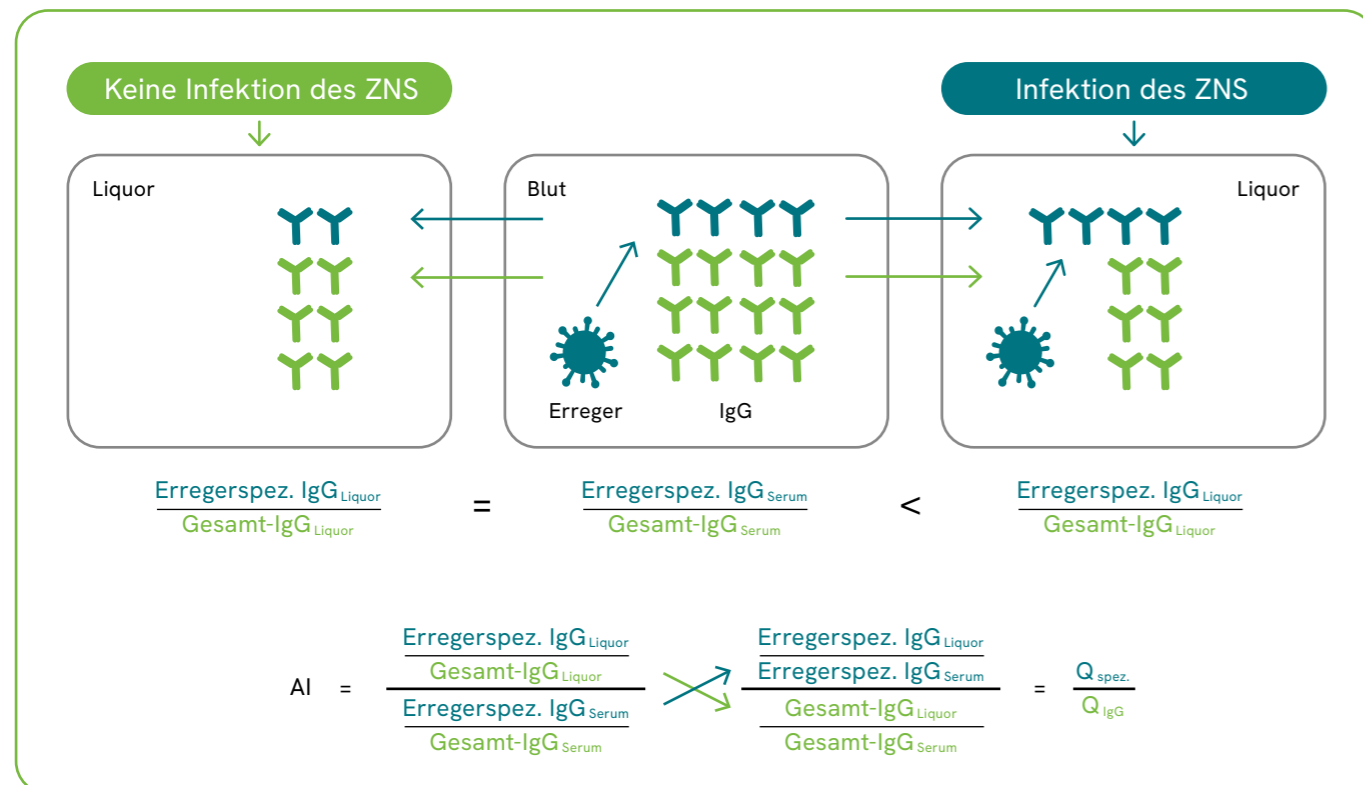 Keine Infektion des ZNS
Infektion des ZNS
Liquor
Blut
Liquor
Erreger
IgG
Erregerspez. IgG Liquor
Gesamt-IgG Liquor
=
Erregerspez. IgG Serum
Gesamt-IgG Serum
<
Erregerspez. IgG Liquor
Gesamt-IgG Liquor
AI =
Erregerspez. IgG Liquor
Gesamt-IgG Liquor
Erregerspez. IgG Serum
Gesamt-IgG Serum
Erregerspez. IgG Liquor
Erregerspez. IgG Serum
Gesamt-IgG Liquor
Gesamt-IgG Serum
=
Q spez.
Q IgG